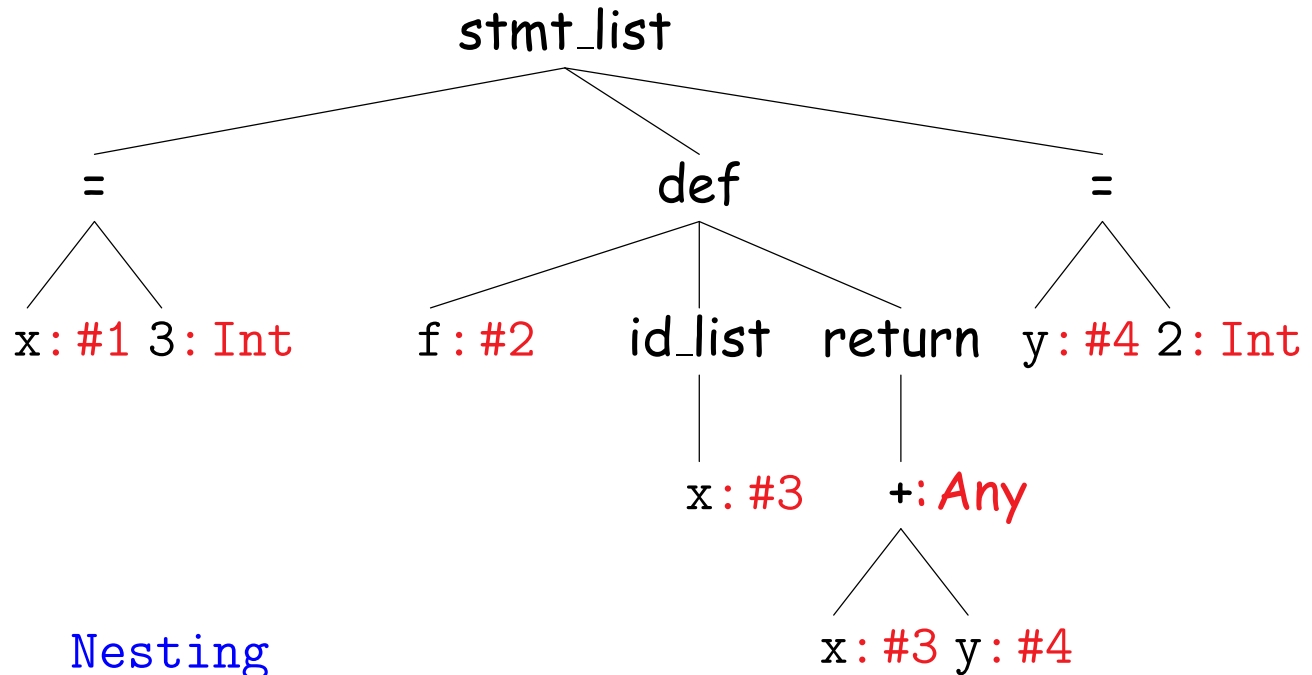 stmt_list
= def =
x: #1 3: Int f: #2 id_list return y: #4 2: Int
x: #3 +: Any
x: #3 y: #4
Nesting